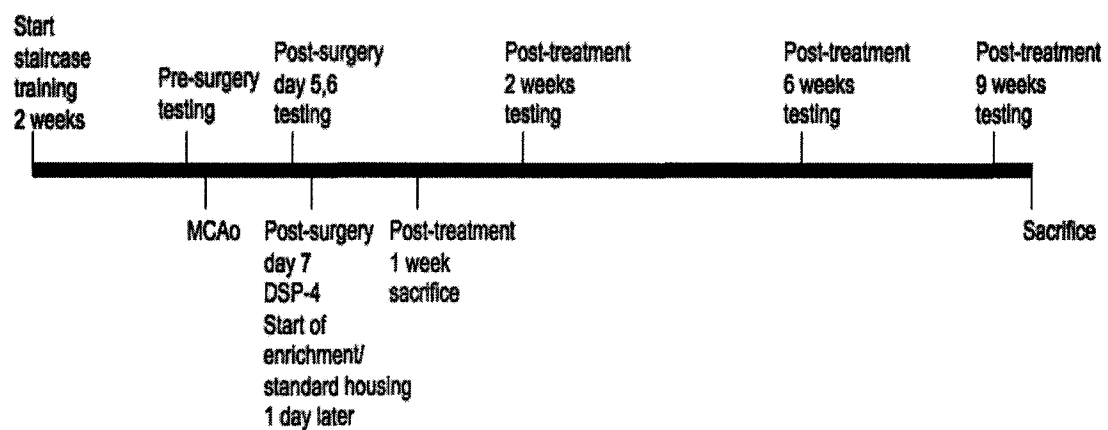 Start
staircase
training
2 weeks
Pre-surgery
testing
Post-surgery
day 5,6
testing
Post-treatment
2 weeks
testing
Post-treatment
6 weeks
testing
Post-treatment
9 weeks
testing
MCAo
Post-surgery
day 7
DSP-4
Start of
enrichment/
standard housing
1 day later
Post-treatment
1 week
sacrifice
Sacrifice